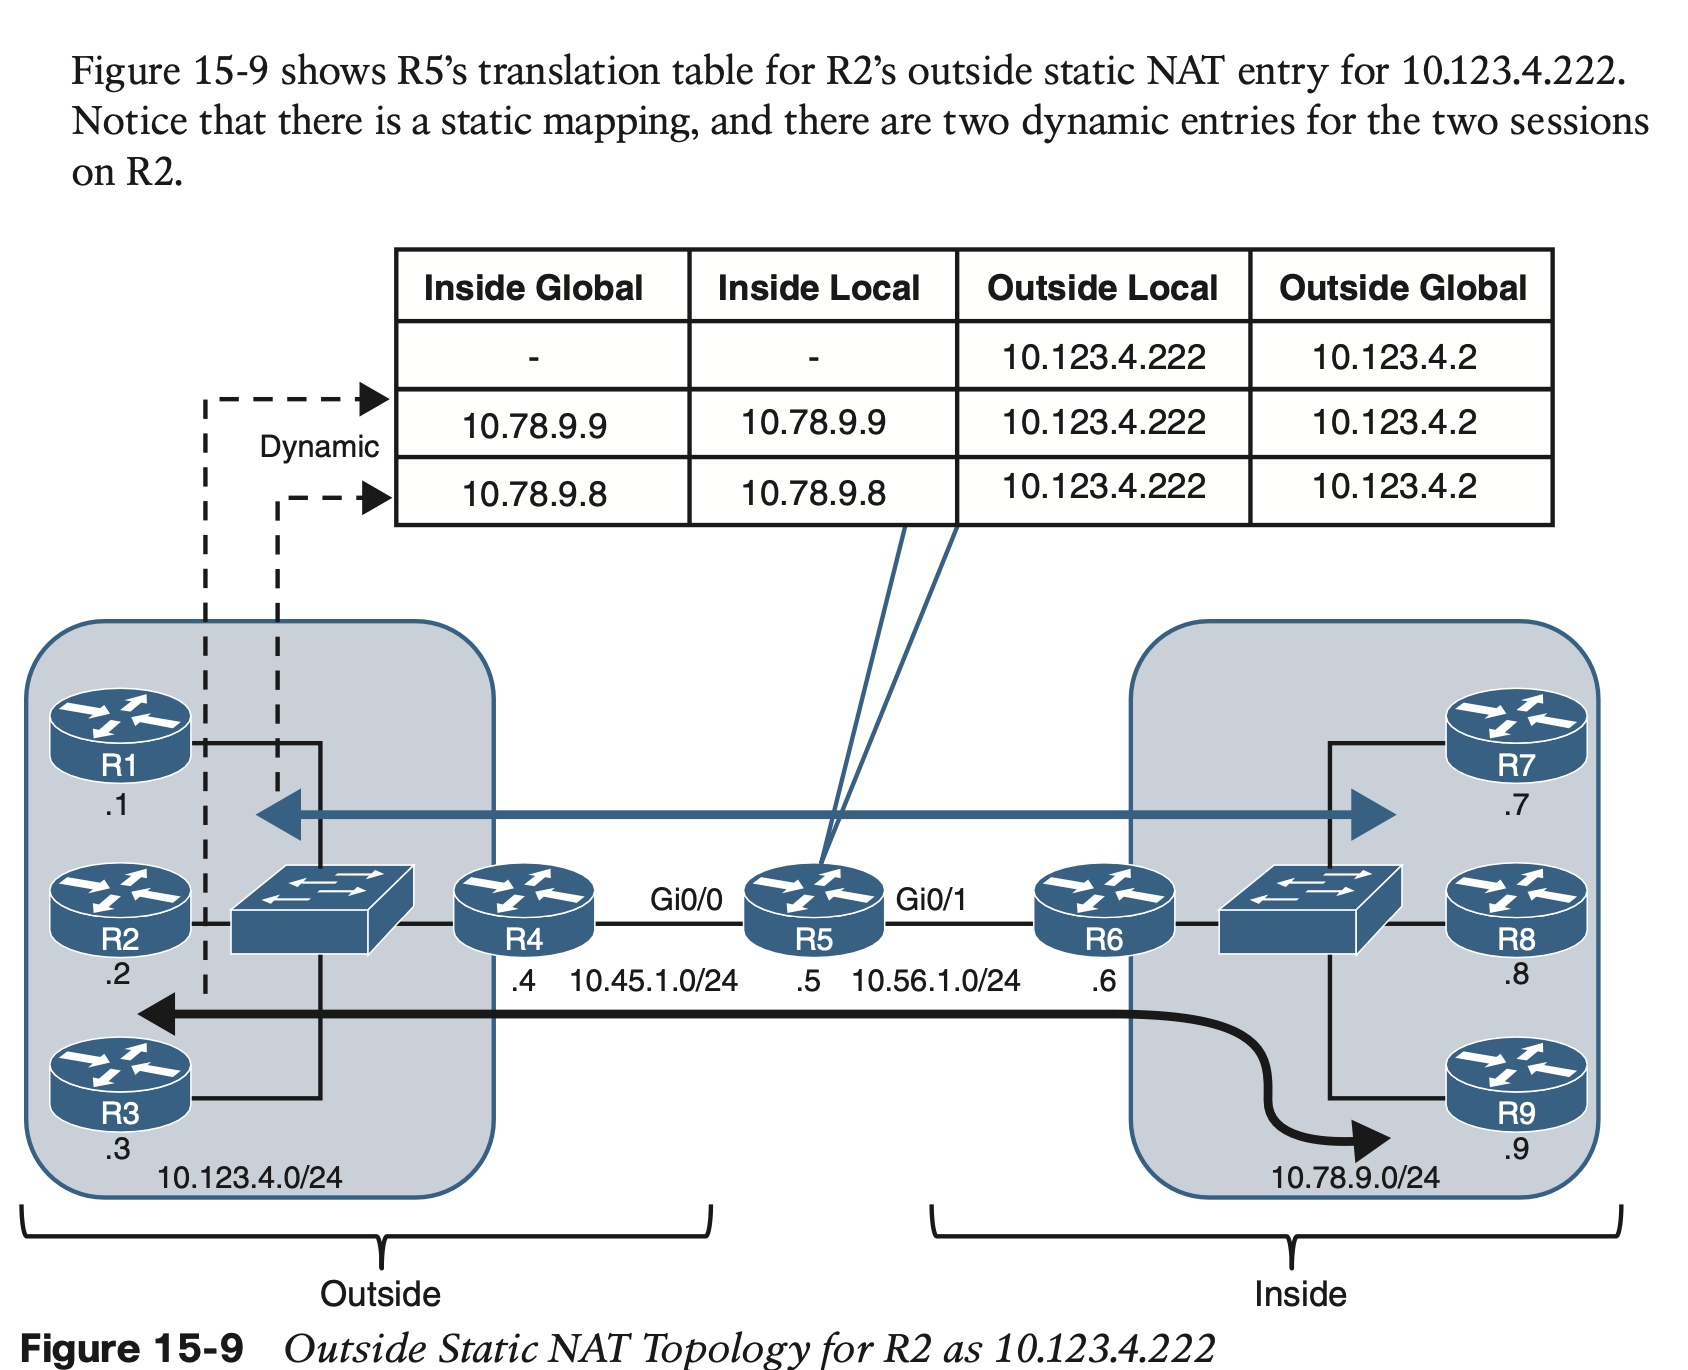 Figure 15-9 shows R5's translation table for R2's outside static NAT entry for 10.123.4.222.
Notice that there is a static mapping, and there are two dynamic entries for the two sessions
on R2.
Inside Global Inside Local Outside Local Outside Global
- - 10.123.4.222 10.123.4.2
10.78.9.9 10.78.9.9 10.123.4.222 10.123.4.2
Dynamic
10.78.9.8 10.78.9.8 10.123.4.222 10.123.4.2
R1
.1
R7
.7
Gi0/0 Gi0/1
R2 R4 R5 R6 R8
.2 .4 10.45.1.0/24 .5 10.56.1.0/24 .6 .8
R3
.3
R9
.9
10.123.4.0/24 10.78.9.0/24
Outside Inside
Figure 15-9 Outside Static NAT Topology for R2 as 10.123.4.222